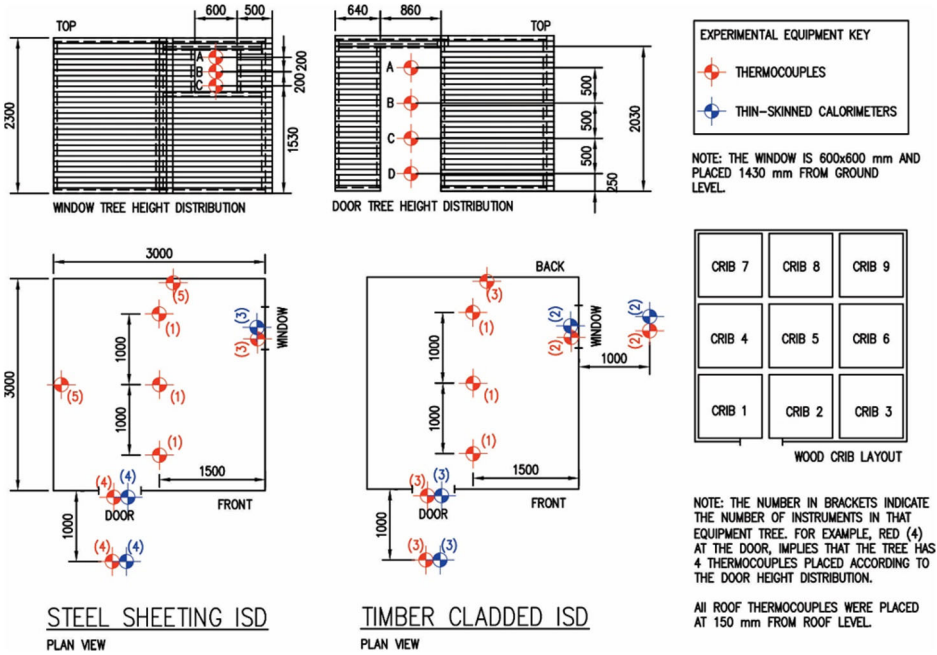 600 500
TOP
A
B
C
200
200
2300
1530
WINDOW TREE HEIGHT DISTRIBUTION
640 860
TOP
A
B
C
D
500
500
500
250
2030
DOOR TREE HEIGHT DISTRIBUTION
EXPERIMENTAL EQUIPMENT KEY
THERMOCOUPLES
THIN-SKINNED CALORIMETERS
NOTE: THE WINDOW IS 600x600 mm AND
PLACED 1430 mm FROM GROUND
LEVEL.
3000
3000
(5)
(1)
(3)
(3)
WINDOW
1000
(5)
(1)
1000
(1)
1500
(4) (4)
DOOR
FRONT
1000
(4) (4)
STEEL SHEETING ISD
PLAN VIEW
BACK
(3)
(1)
(2)
(2)
WINDOW
(2)
(2)
1000
1000
(1)
1000
(1)
1500
(3) (3)
DOOR
FRONT
1000
(3) (3)
TIMBER CLADDED ISD
PLAN VIEW
CRIB 7 CRIB 8 CRIB 9
CRIB 4 CRIB 5 CRIB 6
CRIB 1 CRIB 2 CRIB 3
WOOD CRIB LAYOUT
NOTE: THE NUMBER IN BRACKETS INDICATE
THE NUMBER OF INSTRUMENTS IN THAT
EQUIPMENT TREE. FOR EXAMPLE, RED (4)
AT THE DOOR, IMPLIES THAT THE TREE HAS
4 THERMOCOUPLES PLACED ACCORDING TO
THE DOOR HEIGHT DISTRIBUTION.
All ROOF THERMOCOUPLES WERE PLACED
AT 150 mm FROM ROOF LEVEL.